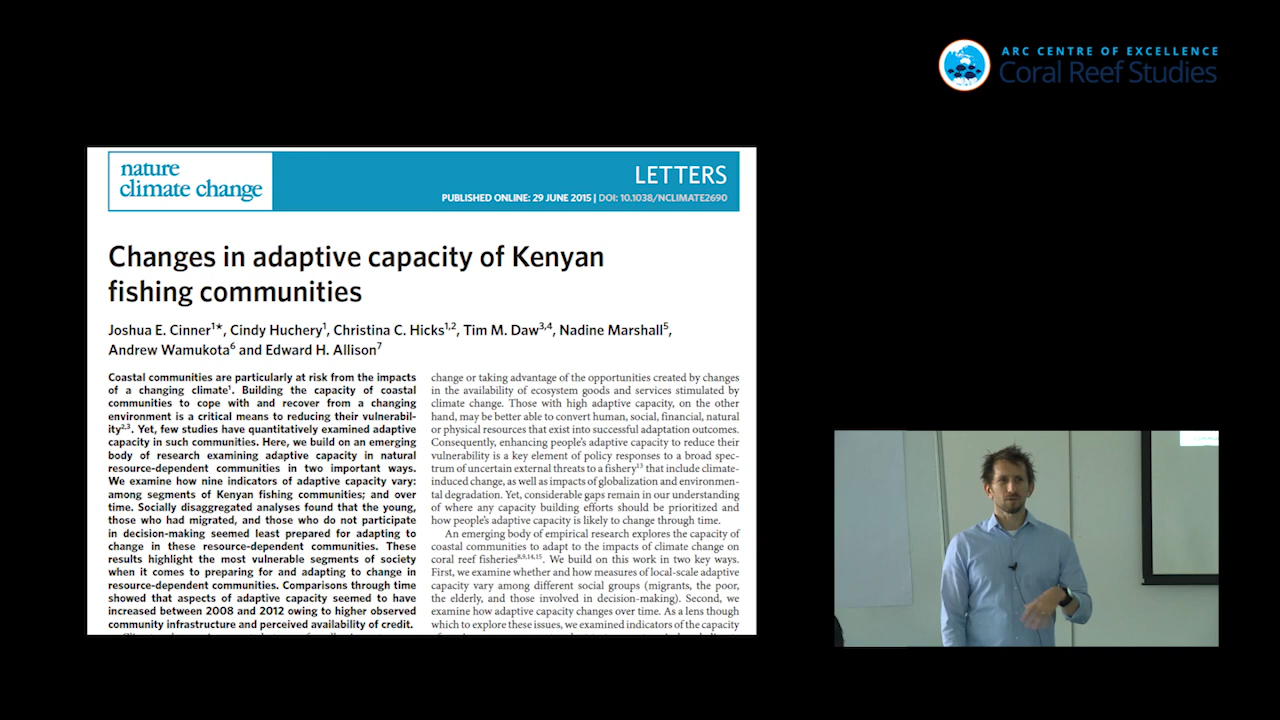 ARC CENTRE OF EXCELLENCE
Coral Reef Studies
nature
climate change
LETTERS
PUBLISHED ONLINE: 29 JUNE 2015 | DOI: 10.1038/NCLIMATE2690
Changes in adaptive capacity of Kenyan
fishing communities
Joshua E. Cinner1*, Cindy Huchery1, Christina C. Hicks1,2, Tim M. Daw3,4, Nadine Marshall5,
Andrew Wamukota6 and Edward H. Allison7
Coastal communities are particularly at risk from the impacts
of a changing climate1. Building the capacity of coastal
communities to cope with and recover from a changing
environment is a critical means to reducing their vulnerabil-
ity2,3. Yet, few studies have quantitatively examined adaptive
capacity in such communities. Here, we build on an emerging
body of research examining adaptive capacity in natural
resource-dependent communities in two important ways.
We examine how nine indicators of adaptive capacity vary:
among segments of Kenyan fishing communities; and over
time. Socially disaggregated analyses found that the young,
those who had migrated, and those who do not participate
in decision-making seemed least prepared for adapting to
change in these resource-dependent communities. These
results highlight the most vulnerable segments of society
when it comes to preparing for and adapting to change in
resource-dependent communities. Comparisons through time
showed that aspects of adaptive capacity seemed to have
increased between 2008 and 2012 owing to higher observed
community infrastructure and perceived availability of credit.
change or taking advantage of the opportunities created by changes
in the availability of ecosystem goods and services stimulated by
climate change. Those with high adaptive capacity, on the other
hand, may be better able to convert human, social, financial, natural
or physical resources that exist into successful adaptation outcomes.
Consequently, enhancing people's adaptive capacity to reduce their
vulnerability is a key element of policy responses to a broad spec-
trum of uncertain external threats to a fishery13 that include climate-
induced change, as well as impacts of globalization and environmen-
tal degradation. Yet, considerable gaps remain in our understanding
of where any capacity building efforts should be prioritized and
how people's adaptive capacity is likely to change through time.
An emerging body of empirical research explores the capacity of
coastal communities to adapt to the impacts of climate change on
coral reef fisheries8,9,14,15. We build on this work in two key ways.
First, we examine whether and how measures of local-scale adaptive
capacity vary among different social groups (migrants, the poor,
the elderly, and those involved in decision-making). Second, we
examine how adaptive capacity changes over time. As a lens though
which to explore these issues, we examined indicators of the capacity